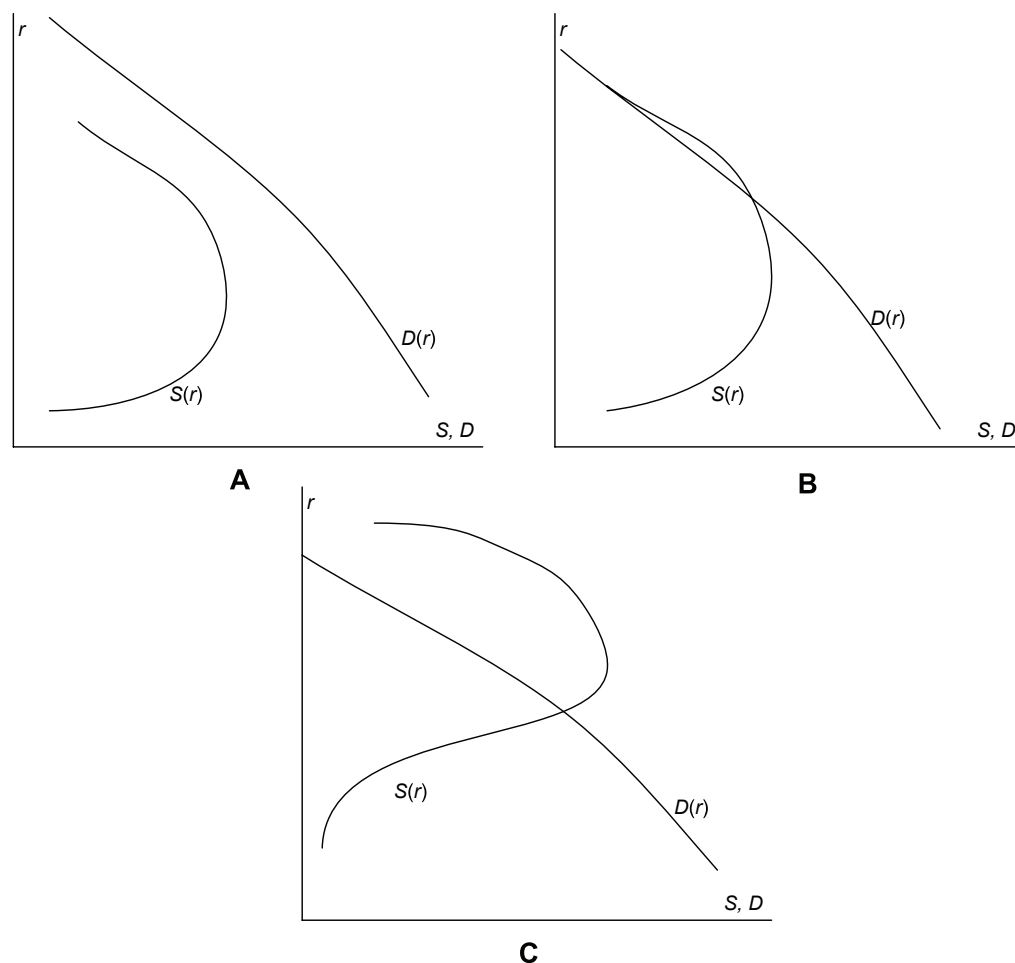 r
D(r)
S(r)
S, D
A
r
D(r)
S(r)
S, D
B
r
S(r)
D(r)
S, D
C